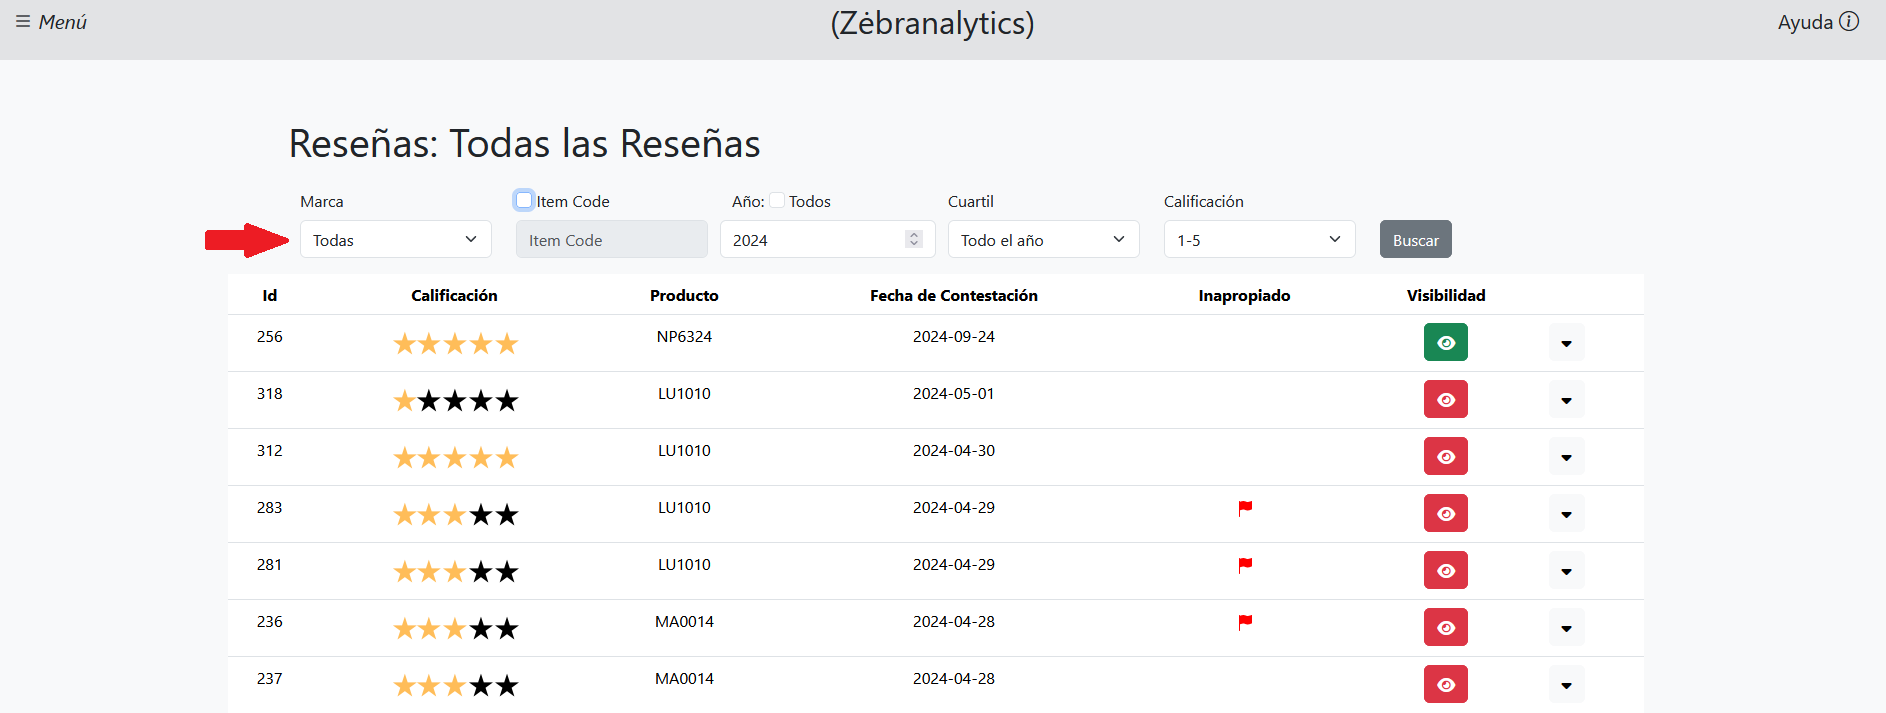 Menú (Zėbranalytics) Ayuda
Reseñas: Todas las Reseñas
Marca Item Code Año: Todos Cuartil Calificación
Todas Item Code 2024 Todo el año 1-5 Buscar
Id Calificación Producto Fecha de Contestación Inapropiado Visibilidad
256 NP6324 2024-09-24
318 LU1010 2024-05-01
312 LU1010 2024-04-30
283 LU1010 2024-04-29
281 LU1010 2024-04-29
236 MA0014 2024-04-28
237 MA0014 2024-04-28